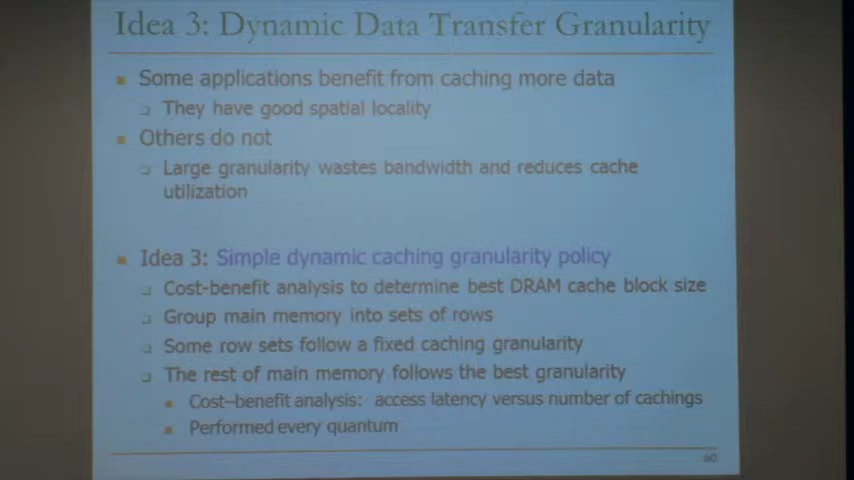 Idea 3: Dynamic Data Transfer Granularity
Some applications benefit from caching more data
They have good spatial locality
Others do not
Large granularity wastes bandwidth and reduces cache
utilization
Idea 3: Simple dynamic caching granularity policy
Cost-benefit analysis to determine best DRAM cache block size
Group main memory into sets of rows
Some row sets follow a fixed caching granularity
The rest of main memory follows the best granularity
Cost–benefit analysis: access latency versus number of cachings
Performed every quantum
60